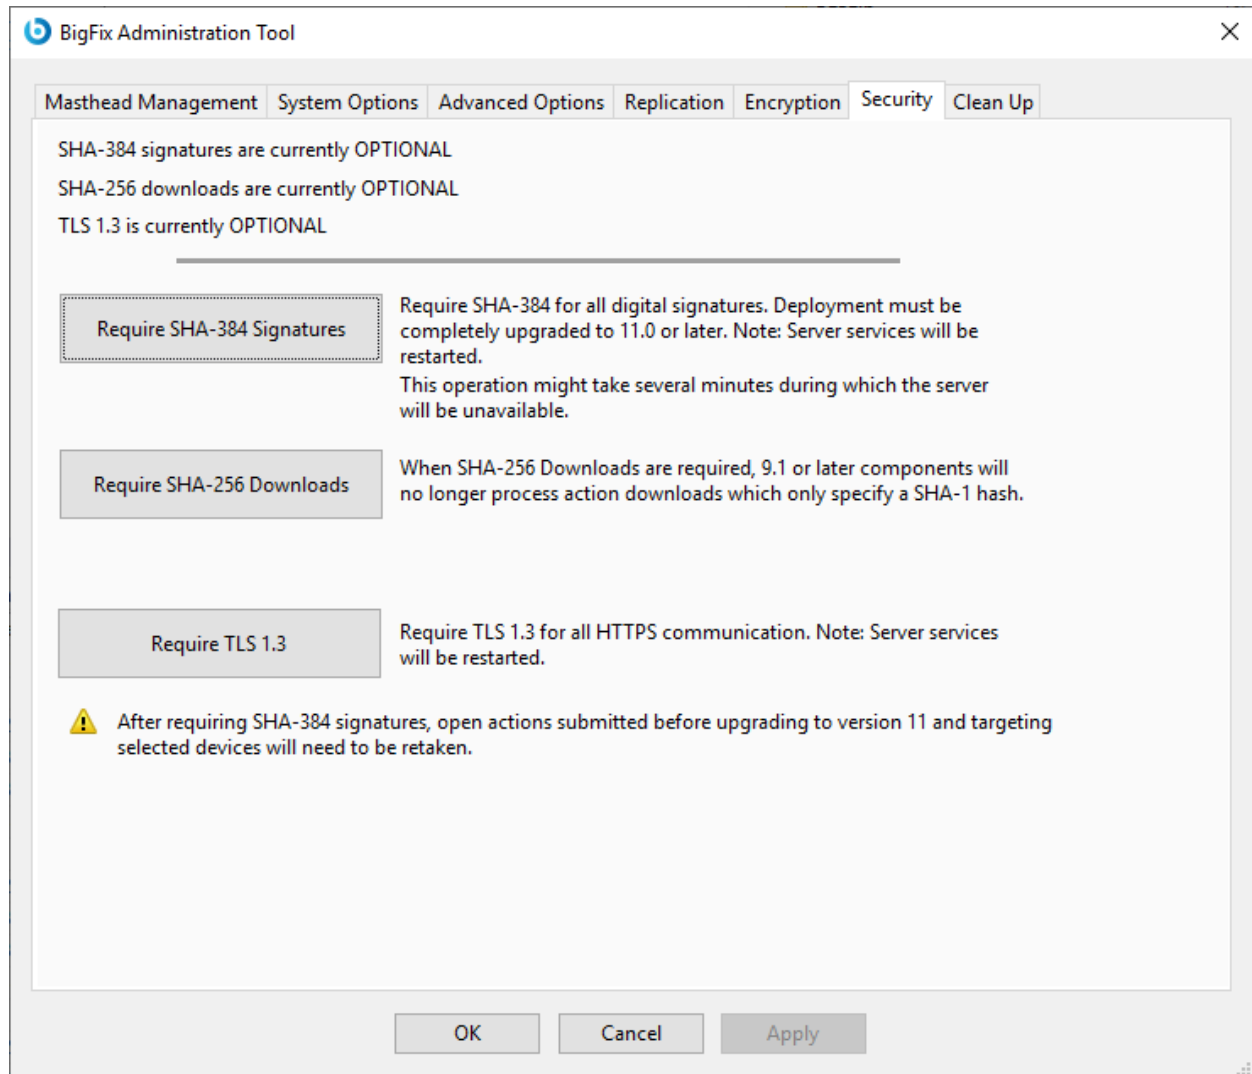 BigFix Administration Tool
Masthead Management System Options Advanced Options Replication Encryption Security Clean Up
SHA-384 signatures are currently OPTIONAL
SHA-256 downloads are currently OPTIONAL
TLS 1.3 is currently OPTIONAL
Require SHA-384 Signatures
Require SHA-384 for all digital signatures. Deployment must be
completely upgraded to 11.0 or later. Note: Server services will be
restarted.
This operation might take several minutes during which the server
will be unavailable.
Require SHA-256 Downloads
When SHA-256 Downloads are required, 9.1 or later components will
no longer process action downloads which only specify a SHA-1 hash.
Require TLS 1.3
Require TLS 1.3 for all HTTPS communication. Note: Server services
will be restarted.
After requiring SHA-384 signatures, open actions submitted before upgrading to version 11 and targeting
selected devices will need to be retaken.
OK Cancel Apply